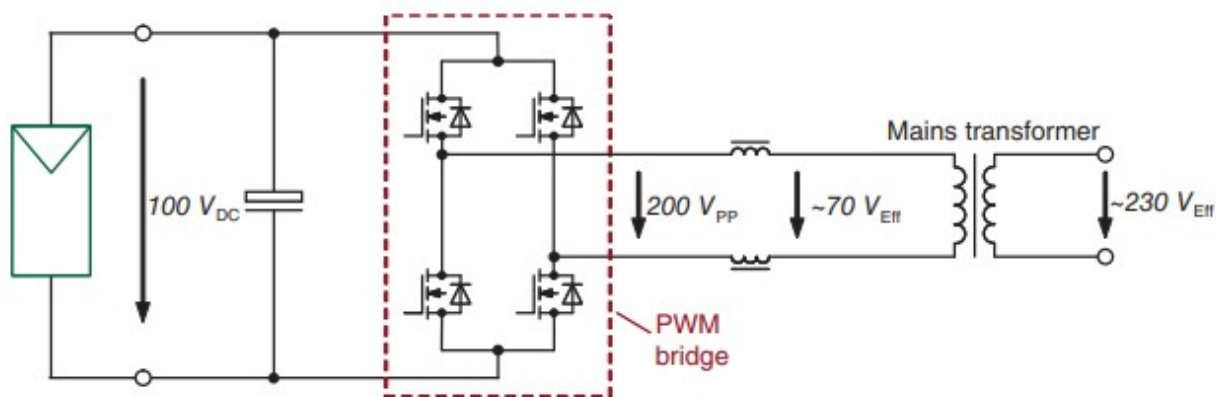 Mains transformer
100 V_DC
200 V_PP
~70 V_Eff
~230 V_Eff
PWM
bridge